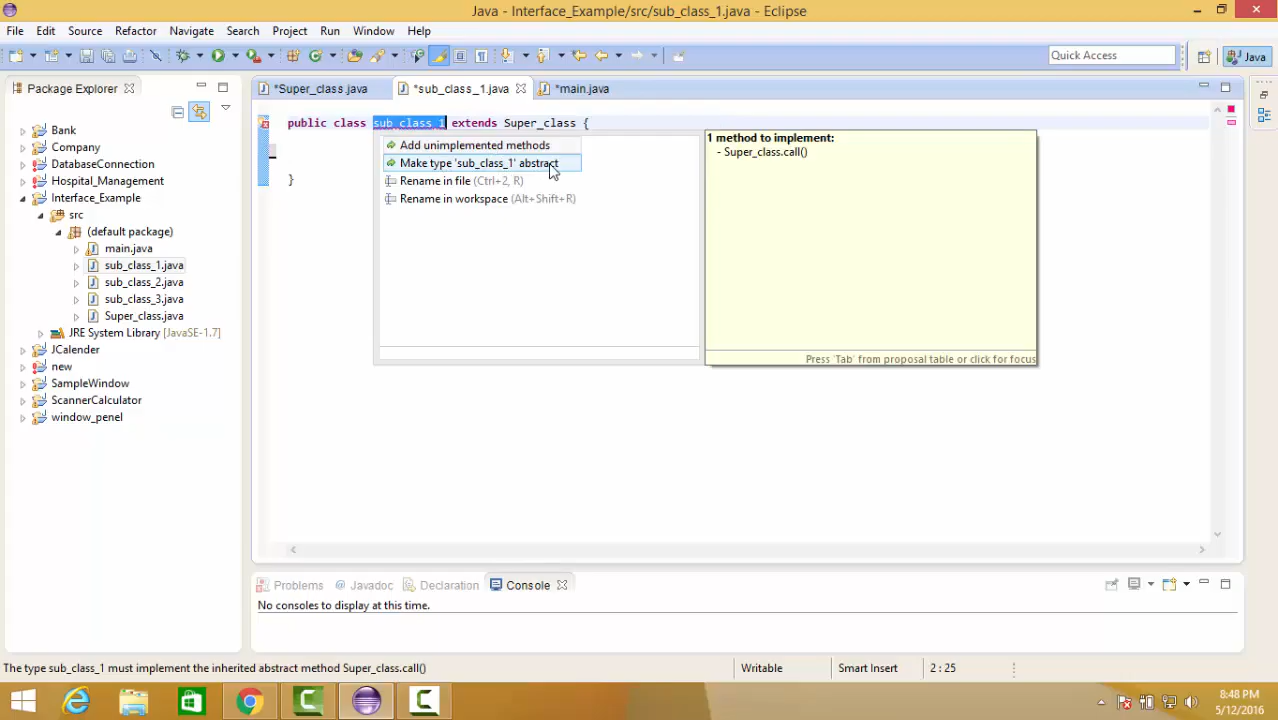 Java - Interface_Example/src/sub_class_1.java - Eclipse
File Edit Source Refactor Navigate Search Project Run Window Help
Quick Access
Java
Package Explorer
*Super_class.java
*sub_class_1.java
*main.java
Bank
Company
DatabaseConnection
Hospital_Management
Interface_Example
src
(default package)
main.java
sub_class_1.java
sub_class_2.java
sub_class_3.java
Super_class.java
JRE System Library [JavaSE-1.7]
JCalender
new
SampleWindow
ScannerCalculator
window_penel
public class sub_class_1 extends Super_class {
}
Add unimplemented methods
Make type 'sub_class_1' abstract
Rename in file (Ctrl+2, R)
Rename in workspace (Alt+Shift+R)
1 method to implement:
- Super_class.call()
Press 'Tab' from proposal table or click for focus
Problems @ Javadoc Declaration Console
No consoles to display at this time.
The type sub_class_1 must implement the inherited abstract method Super_class.call()
Writable
Smart Insert
2 : 25
8:48 PM
5/12/2016